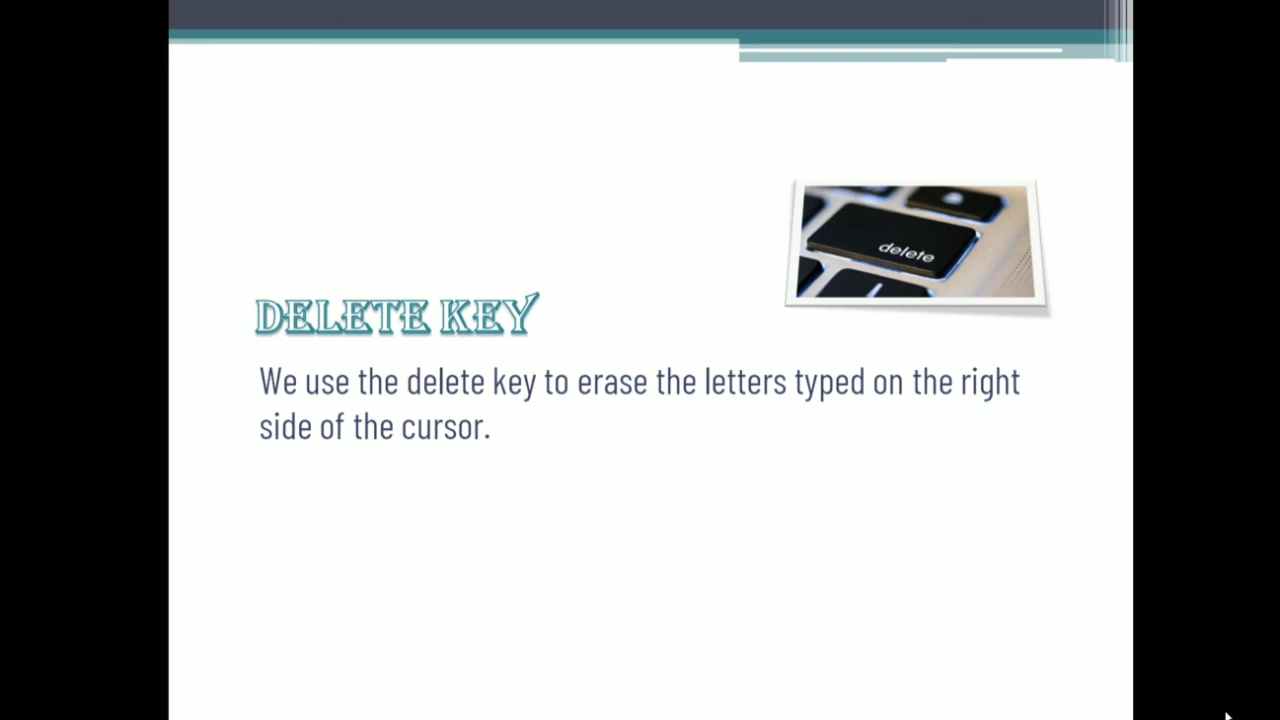 delete
DELETE KEY
We use the delete key to erase the letters typed on the right
side of the cursor.